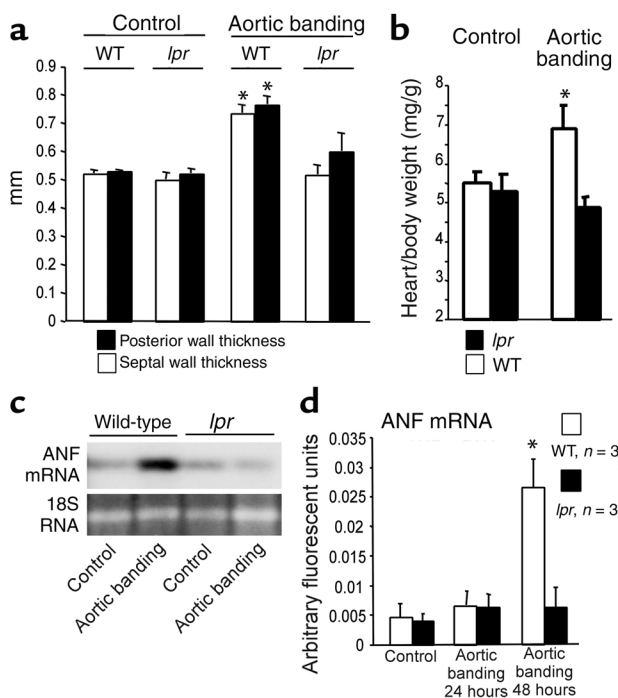 a
Control
Aortic banding
WT
lpr
WT
lpr
0.9
0.8
0.7
0.6
0.5
0.4
0.3
0.2
0.1
0
mm
*
*
Posterior wall thickness
Septal wall thickness
b
Control
Aortic
banding
Heart/body weight (mg/g)
8
7
6
5
4
3
2
*
lpr
WT
c
Wild-type
lpr
ANF
mRNA
18S
RNA
Control
Aortic banding
Control
Aortic banding
d
ANF mRNA
Arbitrary fluorescent units
0.035
0.03
0.025
0.02
0.015
0.01
0.005
0
*
WT, n = 3
lpr, n = 3
Control
Aortic
banding
24 hours
Aortic
banding
48 hours